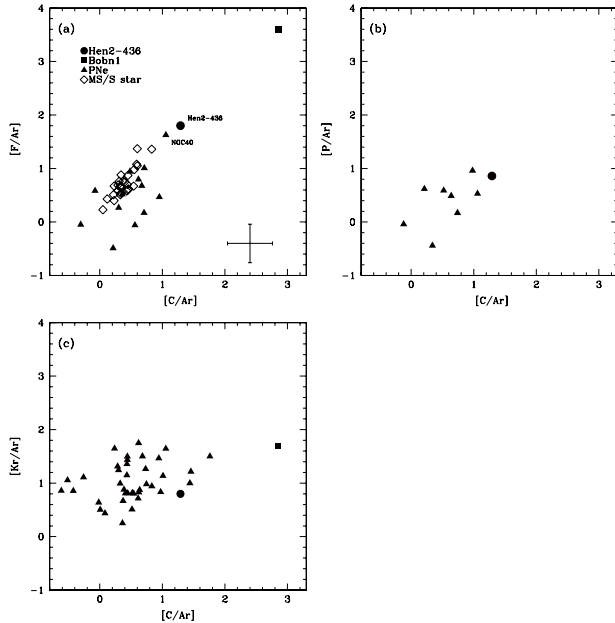 (a)
Hen2-436
Bobn1
PNe
MS/S star
Hen2-436
NGC40
[F/Ar]
4
3
2
1
0
-1
0
1
2
3
[C/Ar]
(b)
[P/Ar]
4
3
2
1
0
-1
0
1
2
3
[C/Ar]
(c)
[Kr/Ar]
4
3
2
1
0
-1
0
1
2
3
[C/Ar]